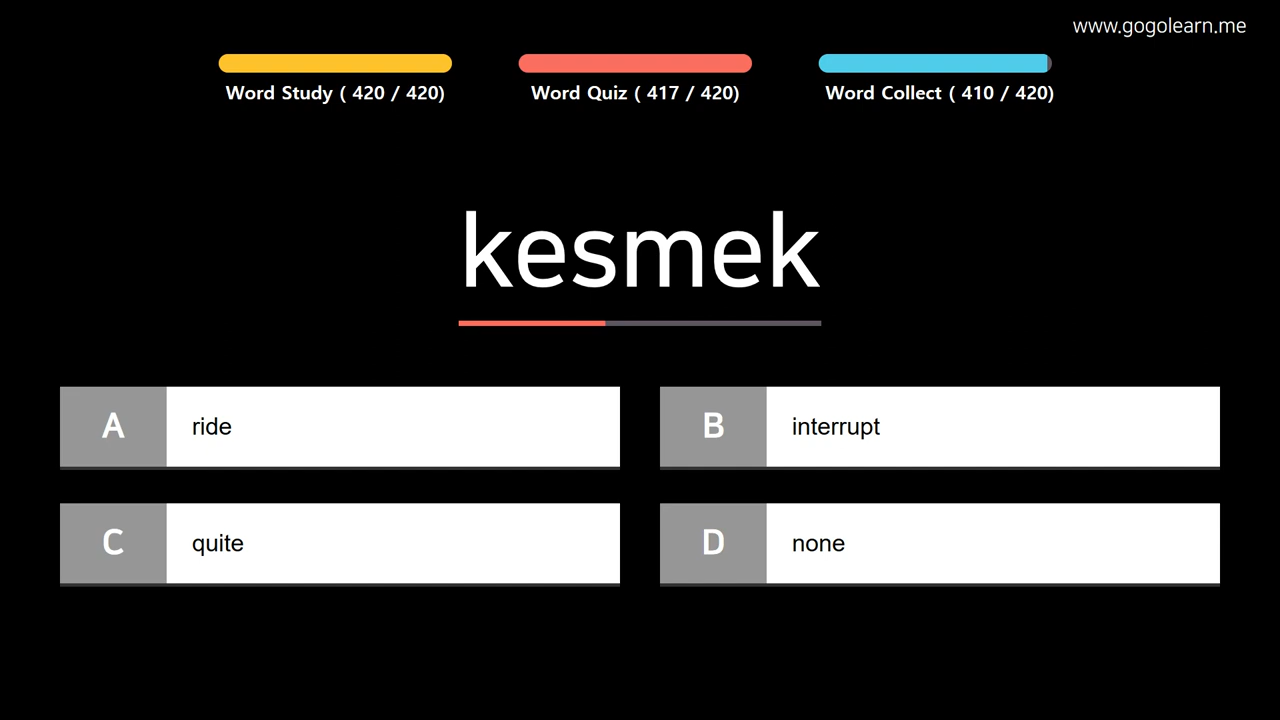 www.gogolearn.me
Word Study ( 420 / 420)
Word Quiz ( 417 / 420)
Word Collect ( 410 / 420)
kesmek
A ride
B interrupt
C quite
D none